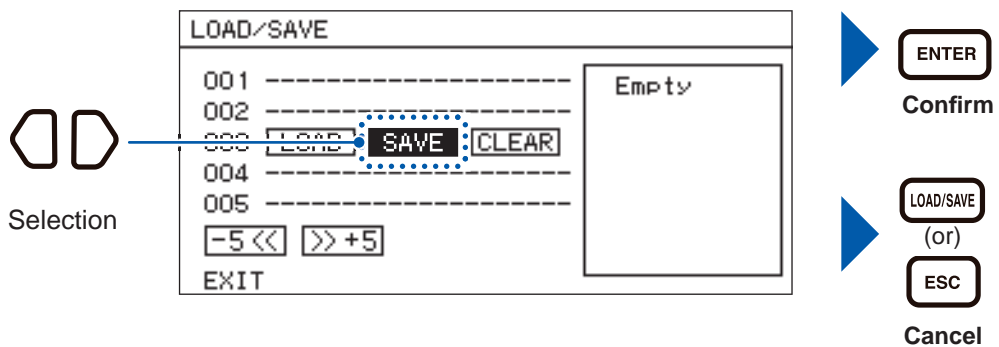 LOAD/SAVE
001 --------------------
002 --------------------
003 LOAD SAVE CLEAR
004 --------------------
005 --------------------
-5 << >> +5
EXIT
Empty
Selection
ENTER
Confirm
LOAD/SAVE
(or)
ESC
Cancel